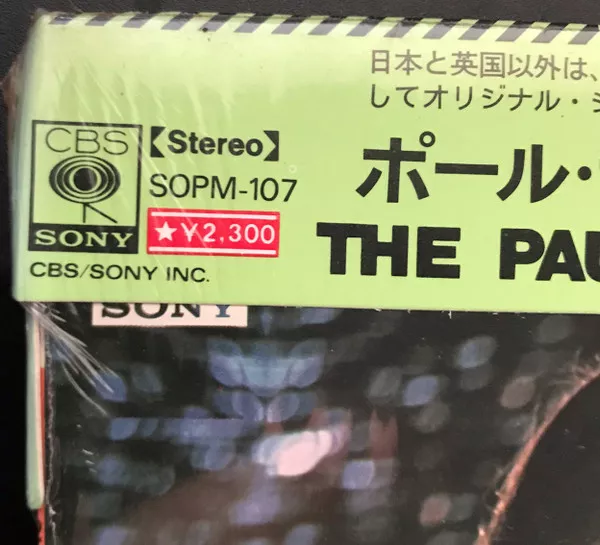 日本と英国以外は、
してオリジナル・
CBS
【Stereo】
SOPM-107
ポール・
SONY
★¥2,300
THE PAU
CBS/SONY INC.
SONY